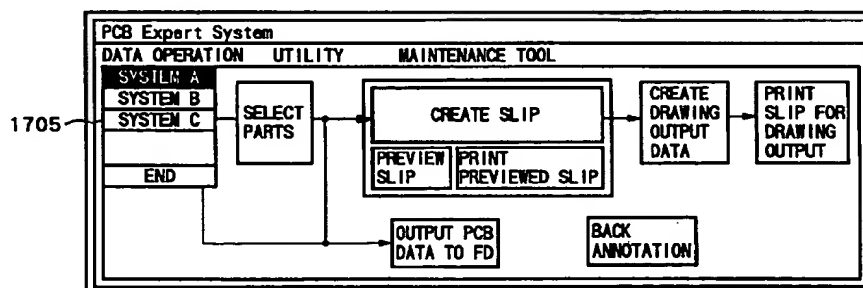 PCB Expert System
DATA OPERATION UTILITY MAINTENANCE TOOL
SYSTEM A
SYSTEM B
SYSTEM C
END
1705
SELECT
PARTS
CREATE SLIP
PREVIEW
SLIP
PRINT
PREVIEWED SLIP
CREATE
DRAWING
OUTPUT
DATA
PRINT
SLIP FOR
DRAWING
OUTPUT
OUTPUT PCB
DATA TO FD
BACK
ANNOTATION